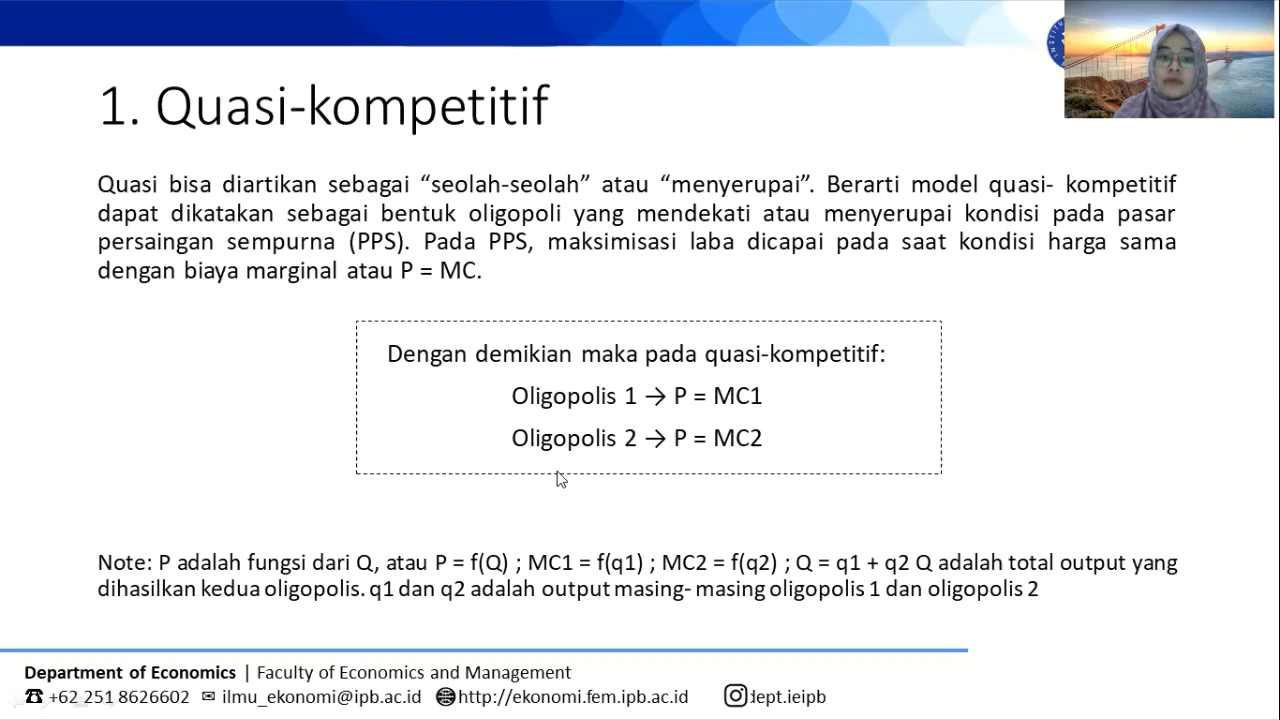 INSTITU
1. Quasi-kompetitif
Quasi bisa diartikan sebagai “seolah-seolah” atau “menyerupai”. Berarti model quasi- kompetitif
dapat dikatakan sebagai bentuk oligopoli yang mendekati atau menyerupai kondisi pada pasar
persaingan sempurna (PPS). Pada PPS, maksimisasi laba dicapai pada saat kondisi harga sama
dengan biaya marginal atau P = MC.
Dengan demikian maka pada quasi-kompetitif:
Oligopolis 1 → P = MC1
Oligopolis 2 → P = MC2
Note: P adalah fungsi dari Q, atau P = f(Q) ; MC1 = f(q1) ; MC2 = f(q2) ; Q = q1 + q2 Q adalah total output yang
dihasilkan kedua oligopolis. q1 dan q2 adalah output masing- masing oligopolis 1 dan oligopolis 2
Department of Economics | Faculty of Economics and Management
☎ +62 251 8626602 ✉ ilmu_ekonomi@ipb.ac.id http://ekonomi.fem.ipb.ac.id dept.ieipb